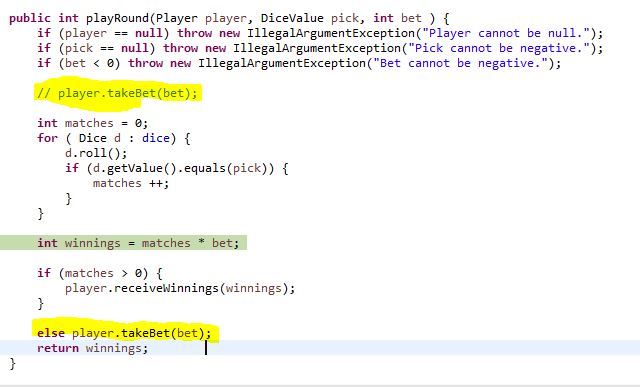 public int playRound(Player player, DiceValue pick, int bet ) {
if (player == null) throw new IllegalArgumentException("Player cannot be null.");
if (pick == null) throw new IllegalArgumentException("Pick cannot be negative.");
if (bet < 0) throw new IllegalArgumentException("Bet cannot be negative.");
// player.takeBet(bet);
int matches = 0;
for ( Dice d : dice) {
d.roll();
if (d.getValue().equals(pick)) {
matches ++;
}
}
int winnings = matches * bet;
if (matches > 0) {
player.receiveWinnings(winnings);
}
else player.takeBet(bet);
return winnings;
}